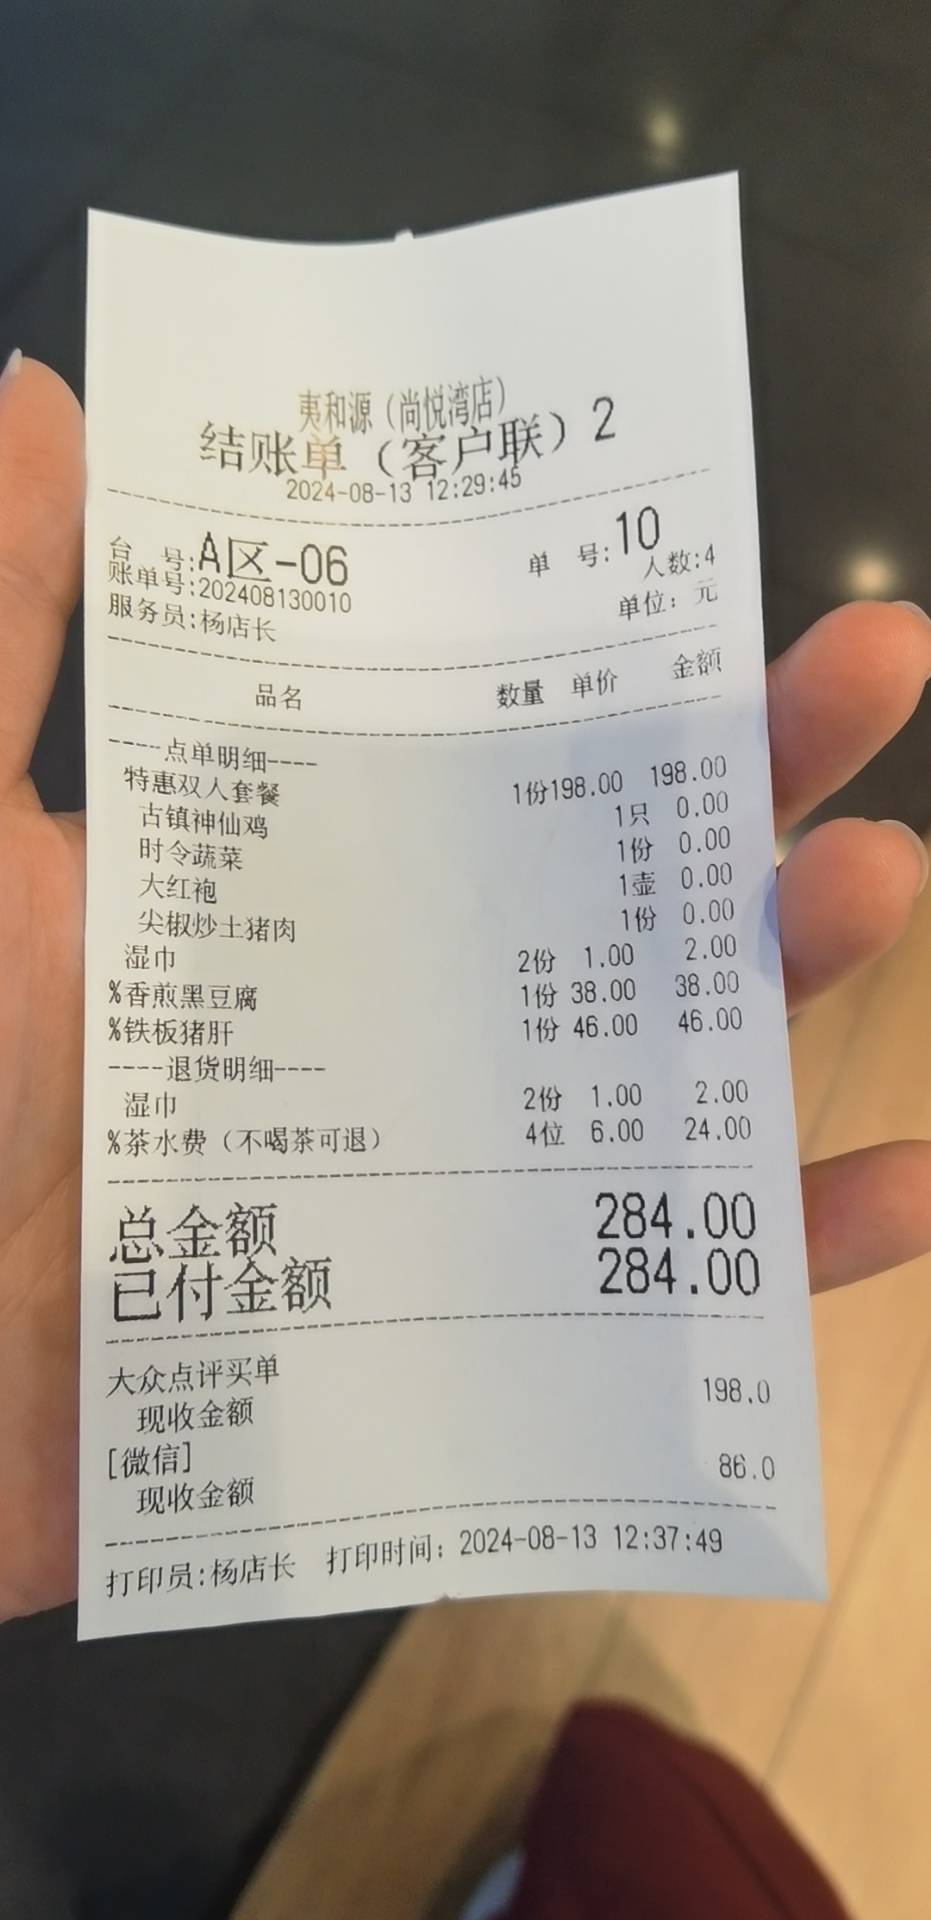 夷和源（尚悦湾店）
结账单（客户联）2
2024-08-13 12:29:45
台 号:A区-06 单 号:10
账单号:202408130010 人数:4
服务员:杨店长 单位: 元
品名 数量 单价 金额
----点单明细----
特惠双人套餐 1份198.00 198.00
古镇神仙鸡 1只 0.00
时令蔬菜 1份 0.00
大红袍 1壶 0.00
尖椒炒土猪肉 1份 0.00
湿巾 2份 1.00 2.00
%香煎黑豆腐 1份 38.00 38.00
%铁板猪肝 1份 46.00 46.00
----退货明细----
湿巾 2份 1.00 2.00
%茶水费（不喝茶可退） 4位 6.00 24.00
总金额 284.00
已付金额 284.00
大众点评买单
现收金额 198.0
[微信]
现收金额 86.0
打印员:杨店长 打印时间: 2024-08-13 12:37:49